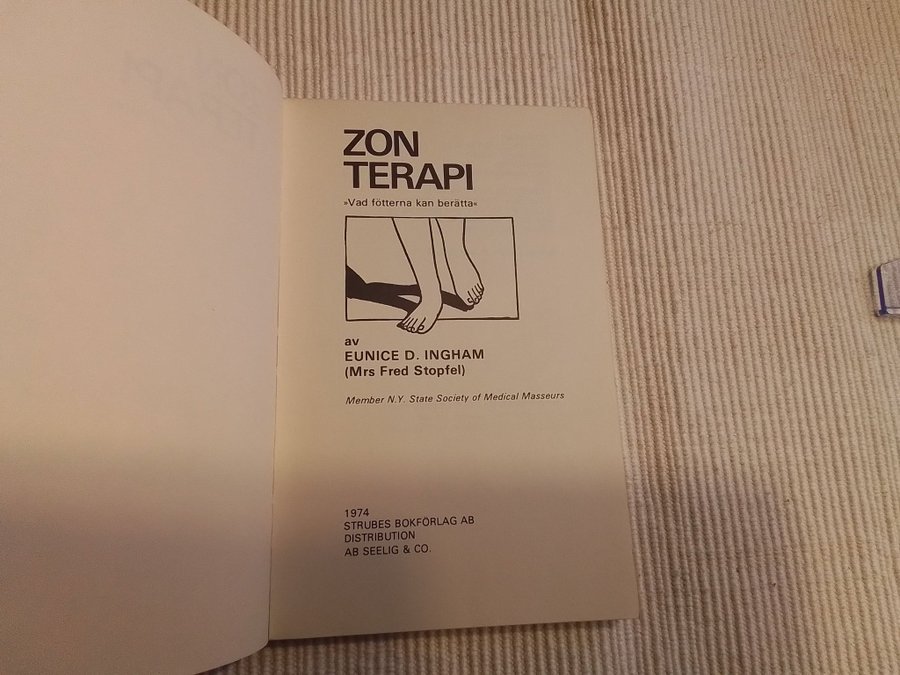 ZON
TERAPI
»Vad fötterna kan berätta«
av
EUNICE D. INGHAM
(Mrs Fred Stopfel)
Member N.Y. State Society of Medical Masseurs
1974
STRUBES BOKFÖRLAG AB
DISTRIBUTION
AB SEELIG & CO.